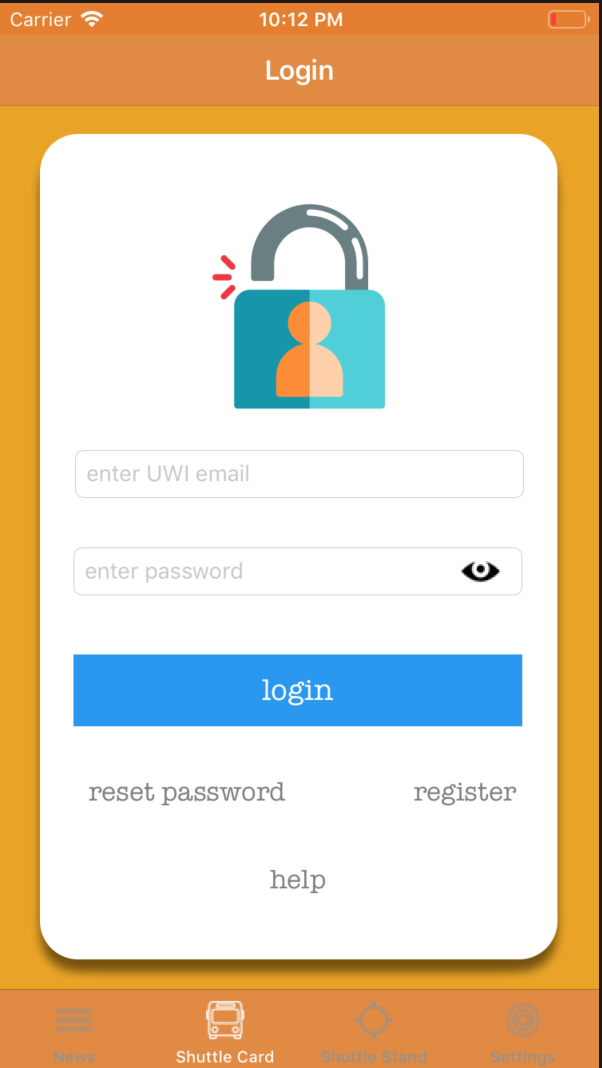 Carrier 10:12 PM
Login
enter UWI email
enter password
login
reset password register
help
News Shuttle Card Shuttle Stand Settings